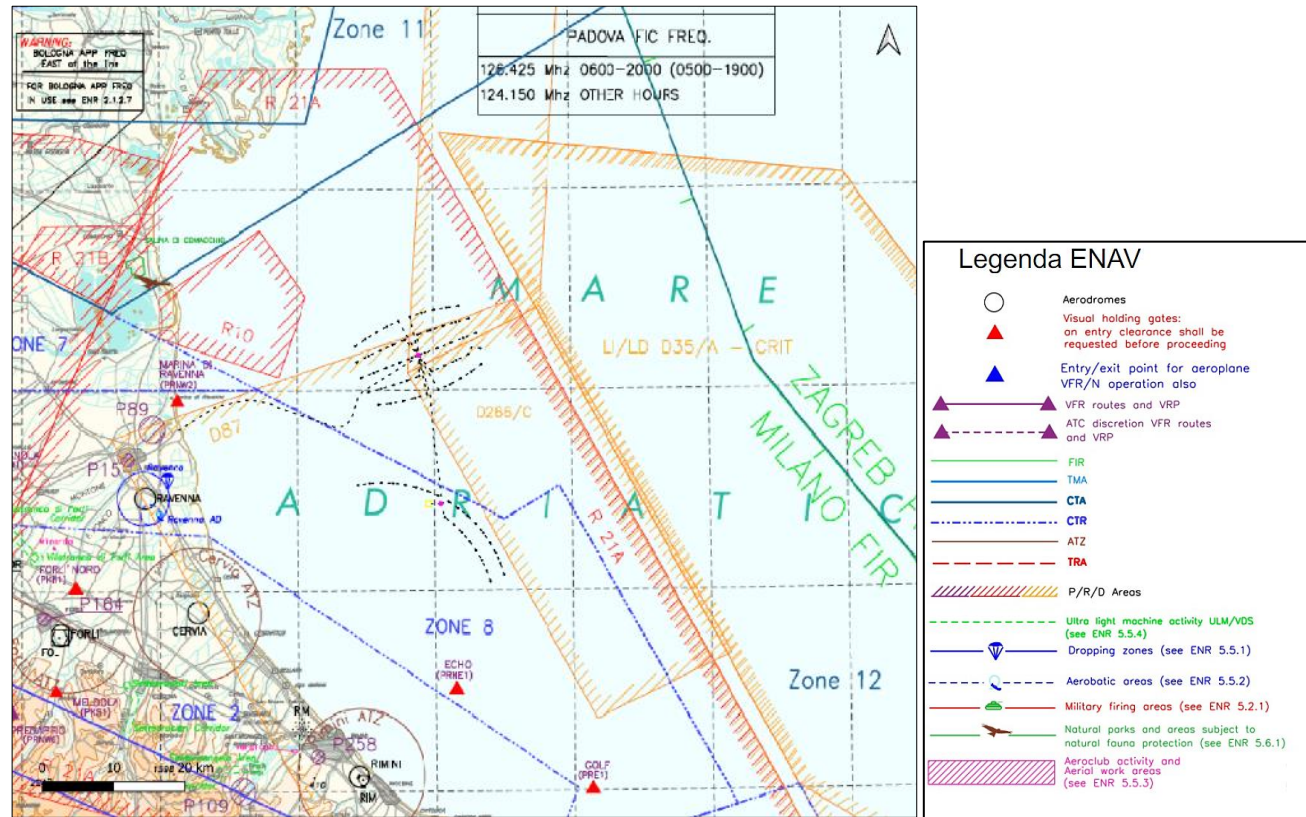 Zone 11
PADOVA FIC FREQ.
126.425 Mhz 0600-2000 (0500-1900)
124.150 Mhz OTHER HOURS
WARNING:
BOLOGNA APP FREQ
EAST of the
FOR BOLOGNA APP FREQ
IN USE see ENR 2.1.2.7
R 21A
R 21B
R10
MARE
LI/LD D35/A - CRIT
ZAGREB
MILANO FIR
MARINA DI
RAVENNA
(PRNW2)
P89
D87
D286/C
P15
RAVENNA
Ravenna AD
ADRIATIC
R 21A
FORLI' NORD
P184
FORLI
CERVIA
Cervia ATZ
ZONE 8
ECHO
(PRNE1)
Zone 12
MELDOLA
ZONE 2
RM
Rimini ATZ
P258
RIMINI
RIM
GOLF
(PRE1)
P109
0 10 20 km
Legenda ENAV
Aerodromes
Visual holding gates:
an entry clearance shall be
requested before proceeding
Entry/exit point for aeroplane
VFR/N operation also
VFR routes and VRP
ATC discretion VFR routes
and VRP
FIR
TMA
CTA
CTR
ATZ
TRA
P/R/D Areas
Ultra light machine activity ULM/VDS
(see ENR 5.5.4)
Dropping zones (see ENR 5.5.1)
Aerobatic areas (see ENR 5.5.2)
Military firing areas (see ENR 5.2.1)
Natural parks and areas subject to
natural fauna protection (see ENR 5.6.1)
Aeroclub activity and
Aerial work areas
(see ENR 5.5.3)